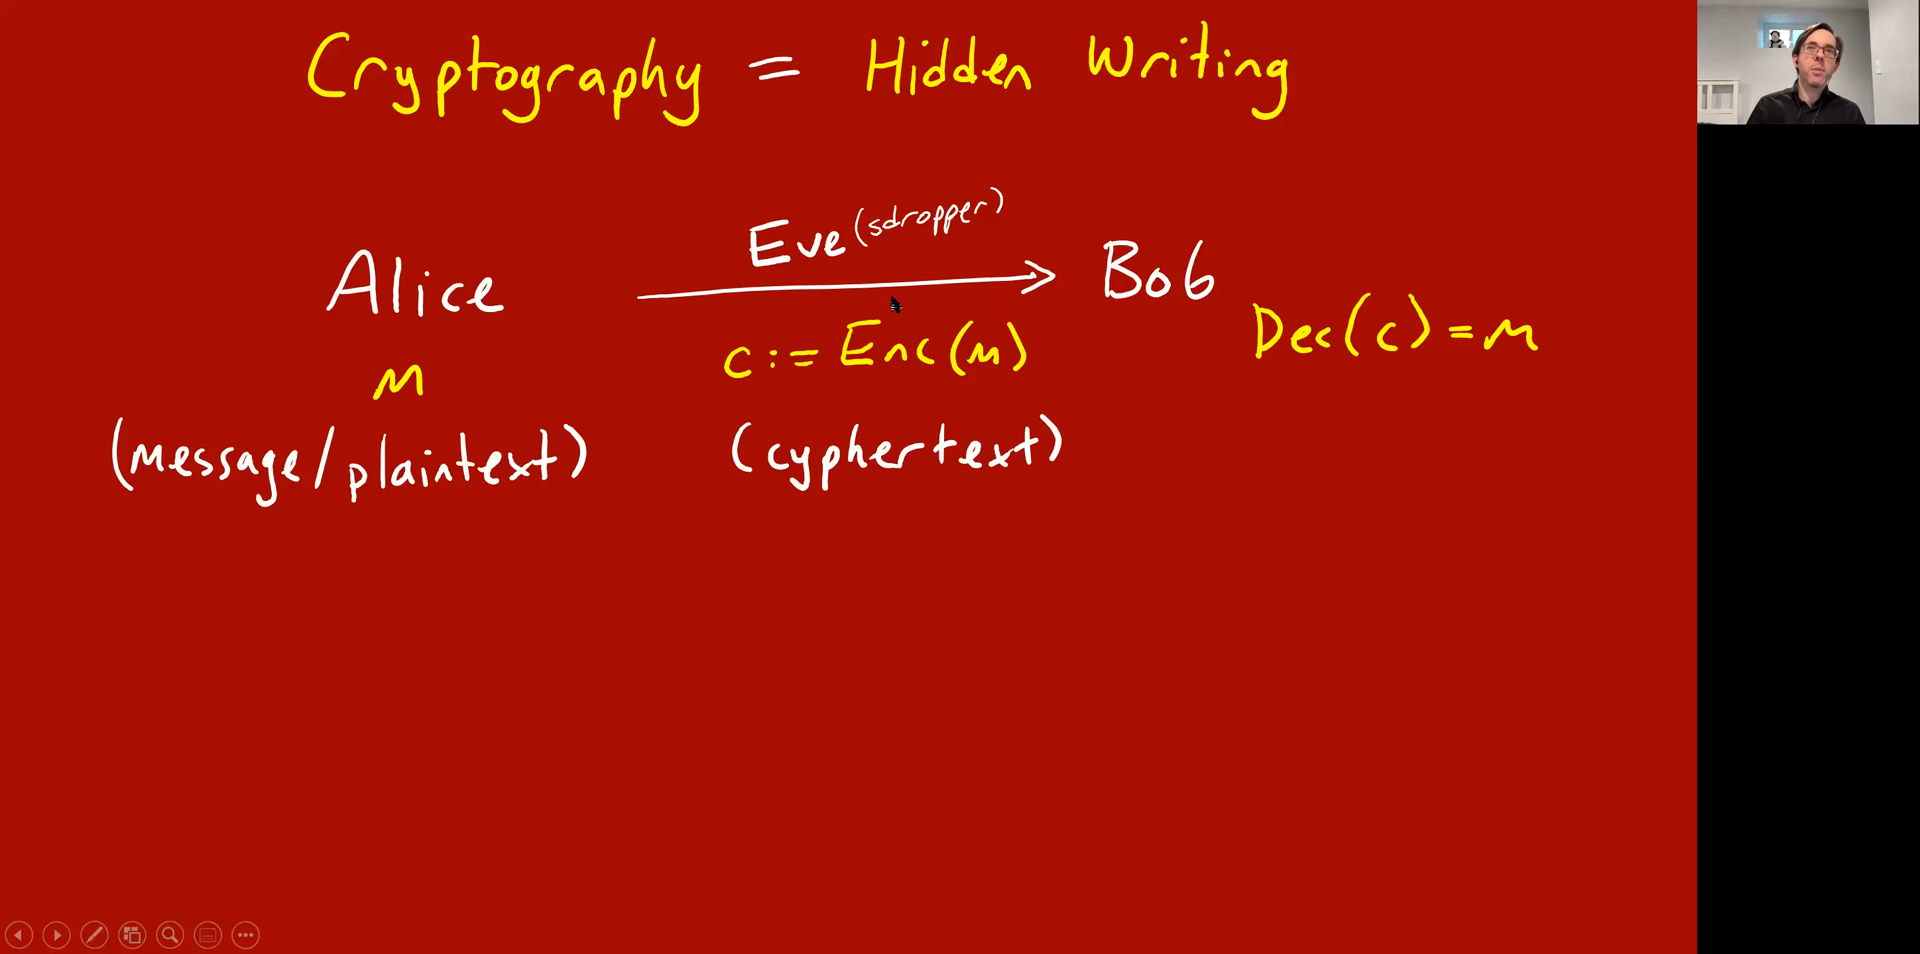 Cryptography = Hidden Writing
Eve (sdropper)
Alice
Bob
c := Enc(m)
Dec(c) = m
m
(message/plaintext)
(cyphertext)